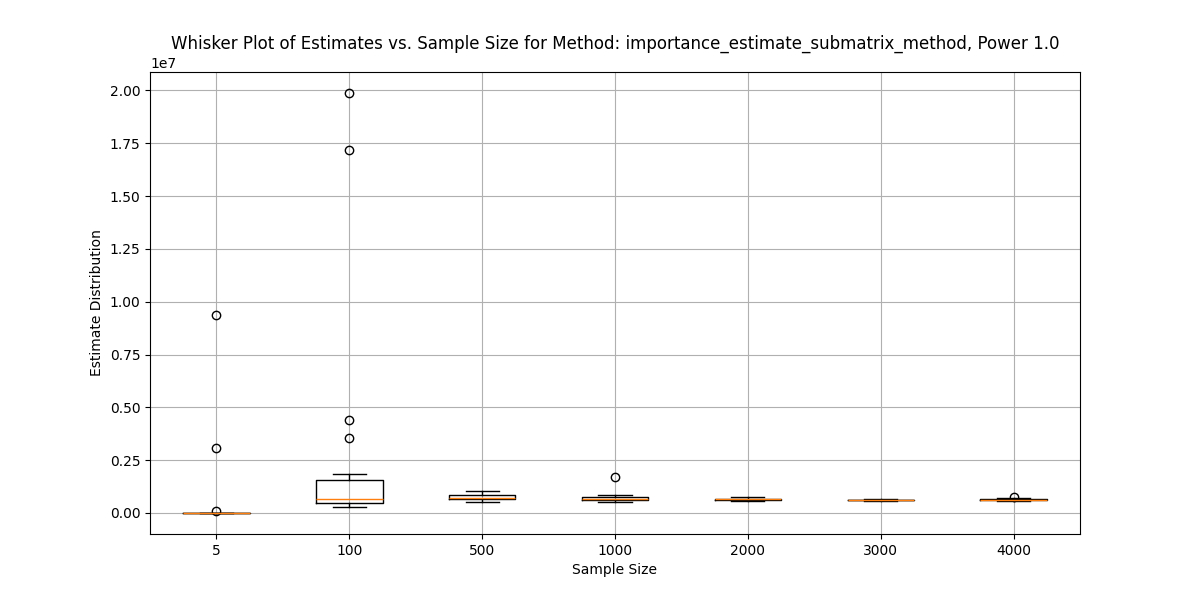 Whisker Plot of Estimates vs. Sample Size for Method: importance_estimate_submatrix_method, Power 1.0
1e7
2.00
1.75
1.50
1.25
1.00
0.75
0.50
0.25
0.00
Estimate Distribution
5 100 500 1000 2000 3000 4000
Sample Size